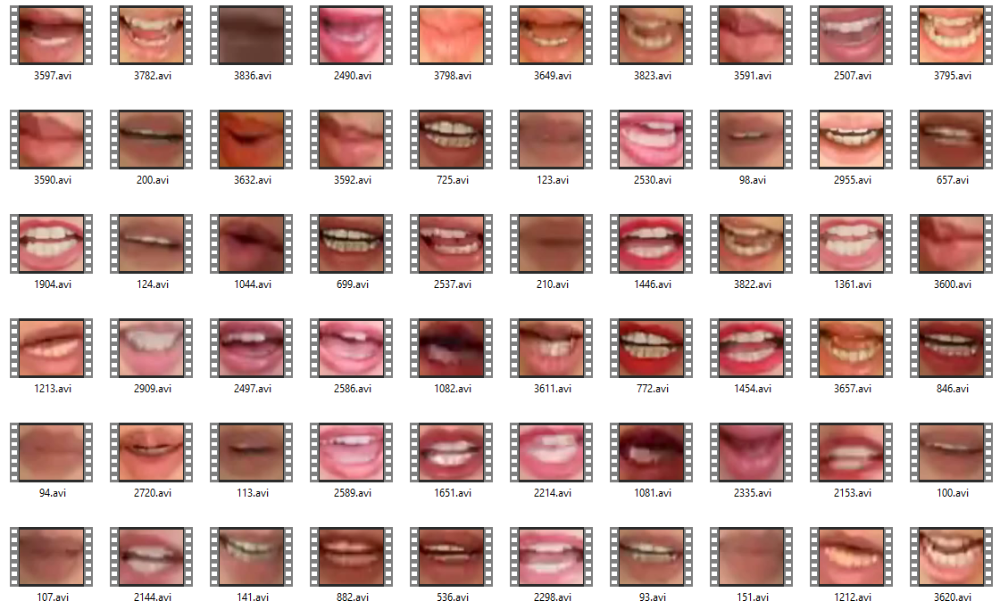 3597.avi 3782.avi 3836.avi 2490.avi 3798.avi 3649.avi 3823.avi 3591.avi 2507.avi 3795.avi
3590.avi 200.avi 3632.avi 3592.avi 725.avi 123.avi 2530.avi 98.avi 2955.avi 657.avi
1904.avi 124.avi 1044.avi 699.avi 2537.avi 210.avi 1446.avi 3822.avi 1361.avi 3600.avi
1213.avi 2909.avi 2497.avi 2586.avi 1082.avi 3611.avi 772.avi 1454.avi 3657.avi 846.avi
94.avi 2720.avi 113.avi 2589.avi 1651.avi 2214.avi 1081.avi 2335.avi 2153.avi 100.avi
107.avi 2144.avi 141.avi 882.avi 536.avi 2298.avi 93.avi 151.avi 1212.avi 3620.avi